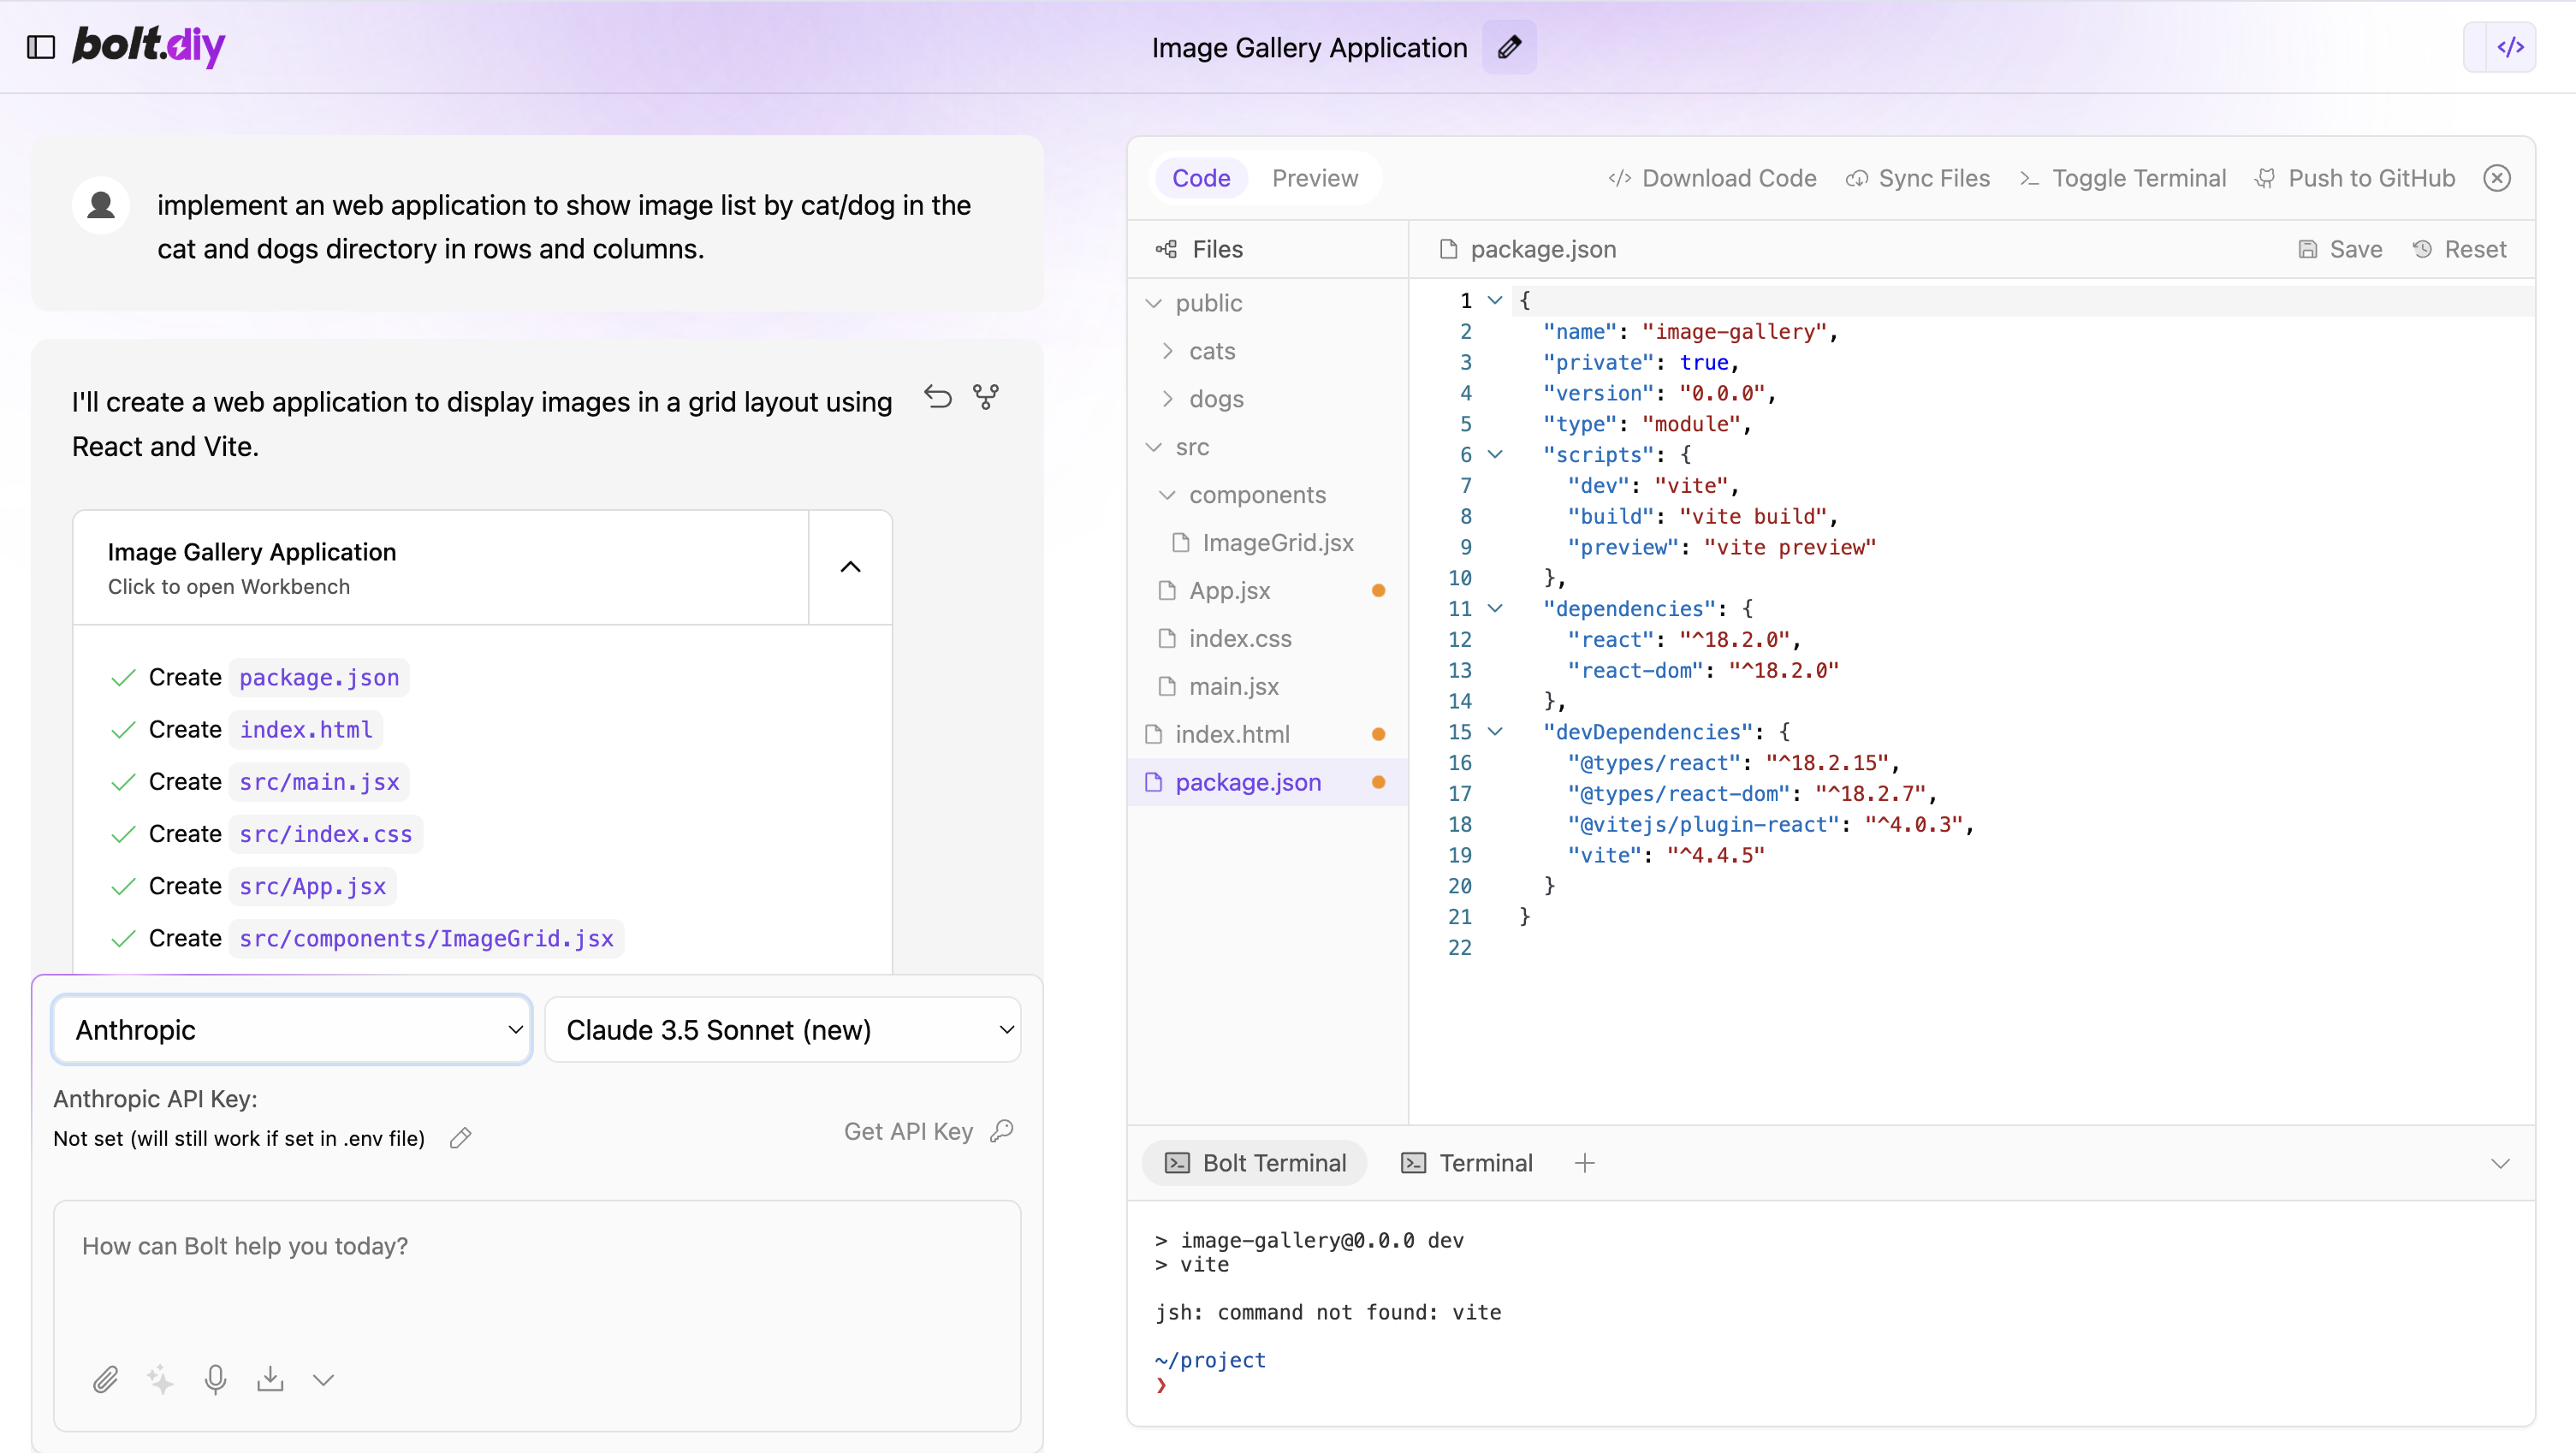 bolt.diy
Image Gallery Application
implement an web application to show image list by cat/dog in the
cat and dogs directory in rows and columns.
I'll create a web application to display images in a grid layout using
React and Vite.
Image Gallery Application
Click to open Workbench
Create package.json
Create index.html
Create src/main.jsx
Create src/index.css
Create src/App.jsx
Create src/components/ImageGrid.jsx
Anthropic
Claude 3.5 Sonnet (new)
Anthropic API Key:
Not set (will still work if set in .env file)
Get API Key
How can Bolt help you today?
Code
Preview
Download Code
Sync Files
Toggle Terminal
Push to GitHub
Files
public
cats
dogs
src
components
ImageGrid.jsx
App.jsx
index.css
main.jsx
index.html
package.json
package.json
Save
Reset
1 {
2 "name": "image-gallery",
3 "private": true,
4 "version": "0.0.0",
5 "type": "module",
6 "scripts": {
7 "dev": "vite",
8 "build": "vite build",
9 "preview": "vite preview"
10 },
11 "dependencies": {
12 "react": "^18.2.0",
13 "react-dom": "^18.2.0"
14 },
15 "devDependencies": {
16 "@types/react": "^18.2.15",
17 "@types/react-dom": "^18.2.7",
18 "@vitejs/plugin-react": "^4.0.3",
19 "vite": "^4.4.5"
20 }
21 }
22
Bolt Terminal
Terminal
> image-gallery@0.0.0 dev
> vite
jsh: command not found: vite
~/project
❯